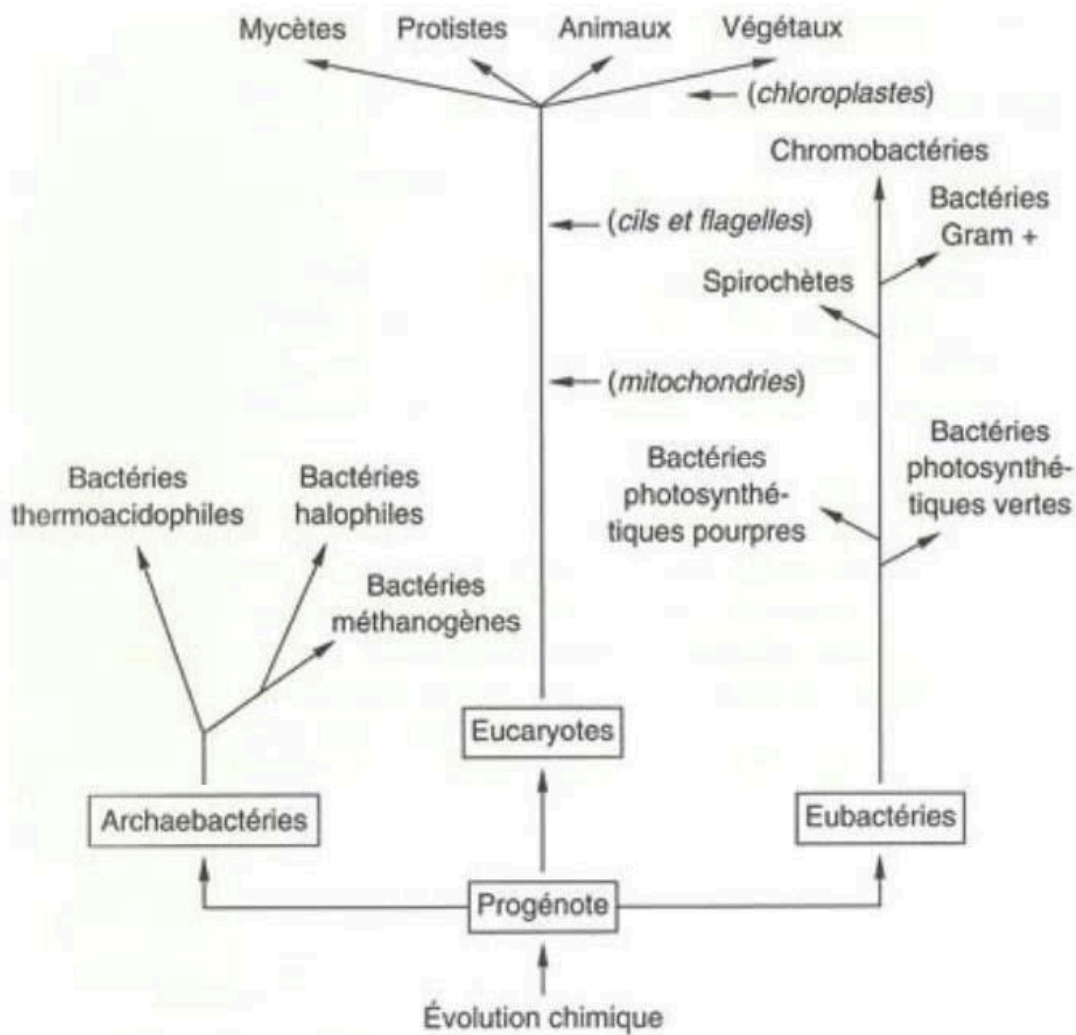 Mycètes Protistes Animaux Végétaux
(chloroplastes)
Chromobactéries
Bactéries
Gram +
(cils et flagelles)
Spirochètes
(mitochondries)
Bactéries
photosynthé-
tiques vertes
Bactéries
photosynthé-
tiques pourpres
Bactéries
thermoacidophiles
Bactéries
halophiles
Bactéries
méthanogènes
Eucaryotes
Archaebactéries
Eubactéries
Progénote
Évolution chimique